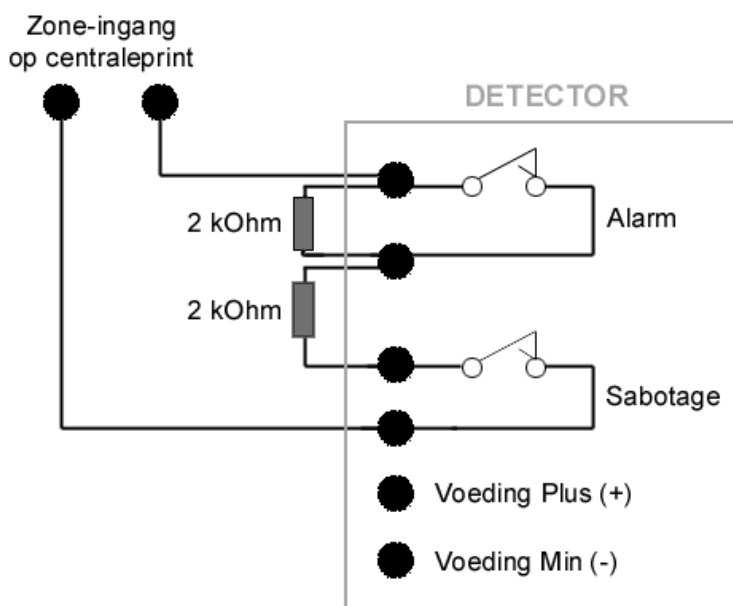 Zone-ingang
op centraleprint
DETECTOR
2 kOhm
Alarm
2 kOhm
Sabotage
Voeding Plus (+)
Voeding Min (-)